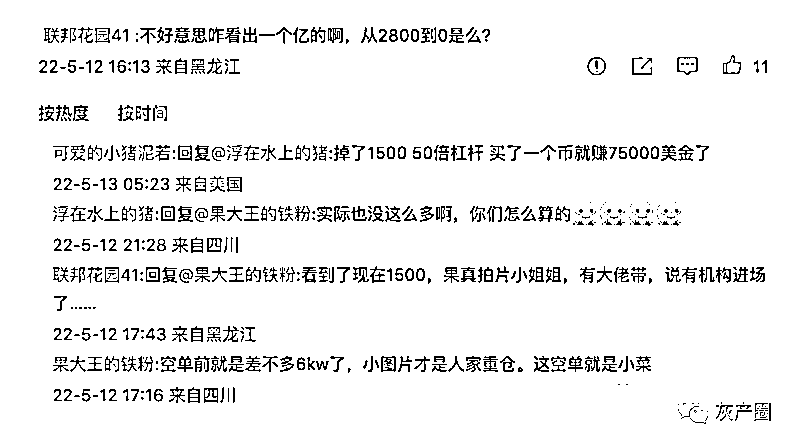 联邦花园41 :不好意思咋看出一个亿的啊，从2800到0是么?
22-5-12 16:13 来自黑龙江
11
按热度 按时间
可爱的小猪泥若:回复@浮在水上的猪:掉了1500 50倍杠杆 买了一个币就赚75000美金了
22-5-13 05:23 来自英国
浮在水上的猪:回复@果大王的铁粉:实际也没这么多啊，你们怎么算的
22-5-12 21:28 来自四川
联邦花园41:回复@果大王的铁粉:看到了现在1500，果真拍片小姐姐，有大佬带，说有机构进场
了......
22-5-12 17:43 来自黑龙江
果大王的铁粉:空单前就是差不多6kw了，小图片才是人家重仓。这空单就是小菜
22-5-12 17:16 来自四川
灰产圈